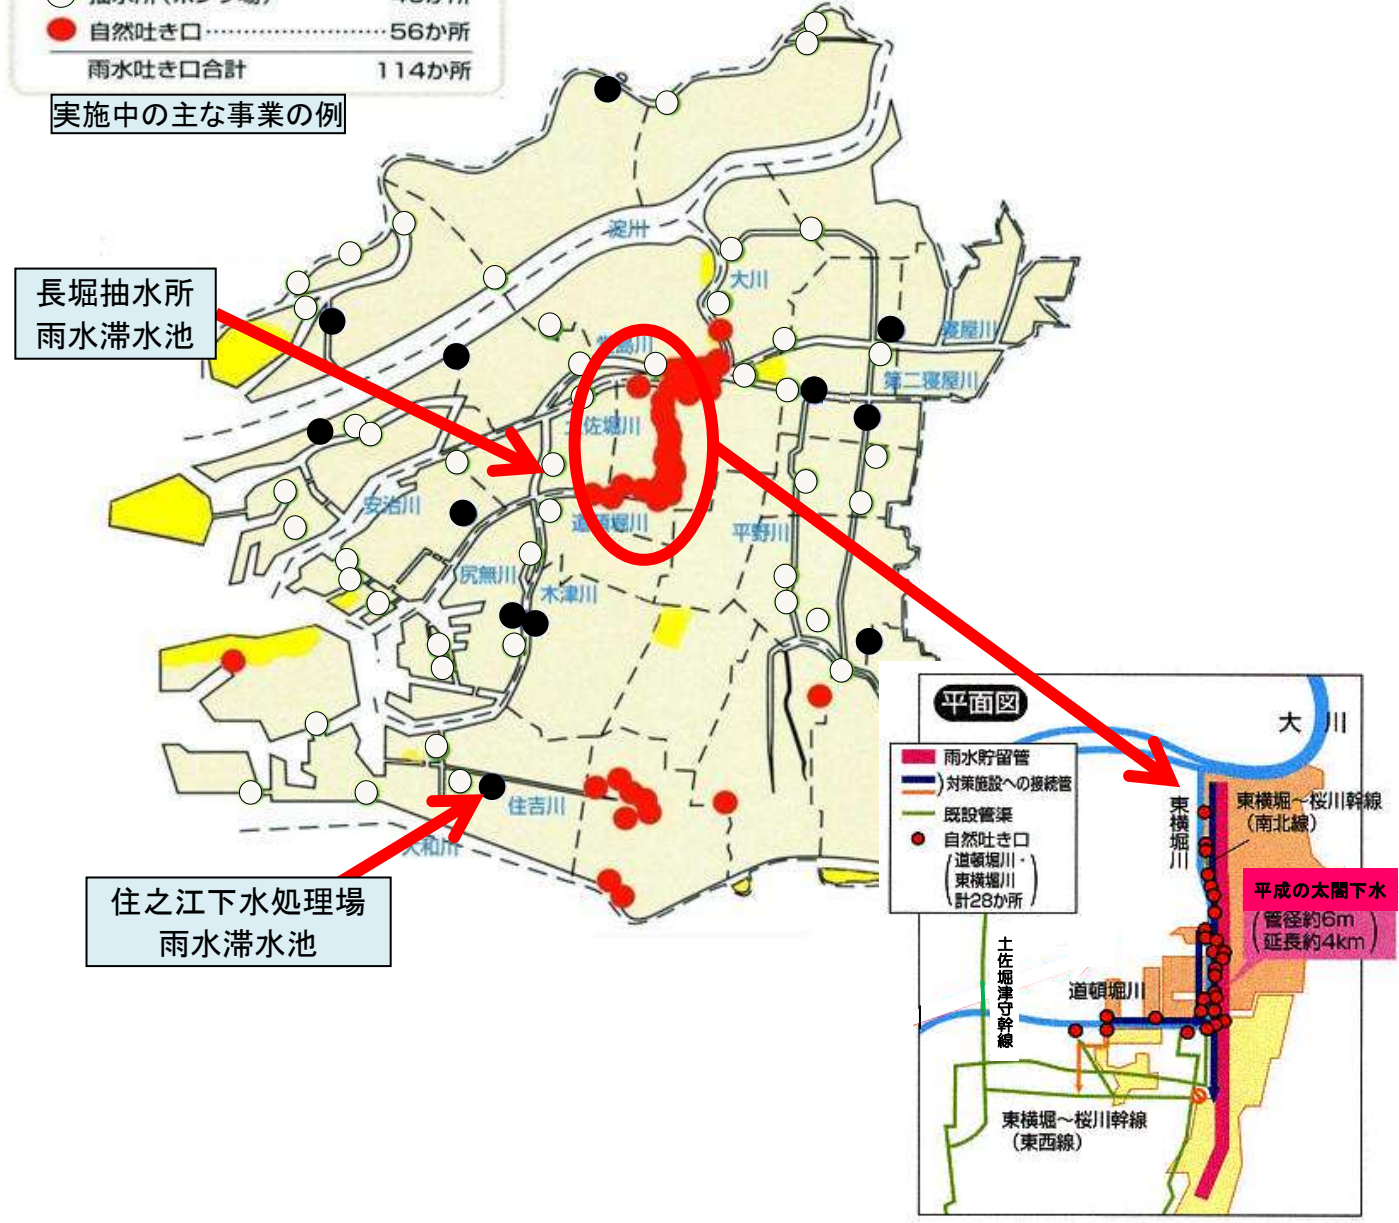 自然吐き口…………………56か所
雨水吐き口合計 114か所
実施中の主な事業の例
淀川
大川
長堀抽水所
雨水滞水池
寝屋川
第二寝屋川
土佐堀川
安治川
道頓堀川
平野川
尻無川
木津川
住吉川
大和川
住之江下水処理場
雨水滞水池
平面図
大川
雨水貯留管
対策施設への接続管
既設管渠
自然吐き口
(道頓堀川・
東横堀川
計28か所)
東横堀川
東横堀～桜川幹線
(南北線)
平成の太閤下水
(管径約6m
延長約4km)
土佐堀津守幹線
道頓堀川
東横堀～桜川幹線
(東西線)